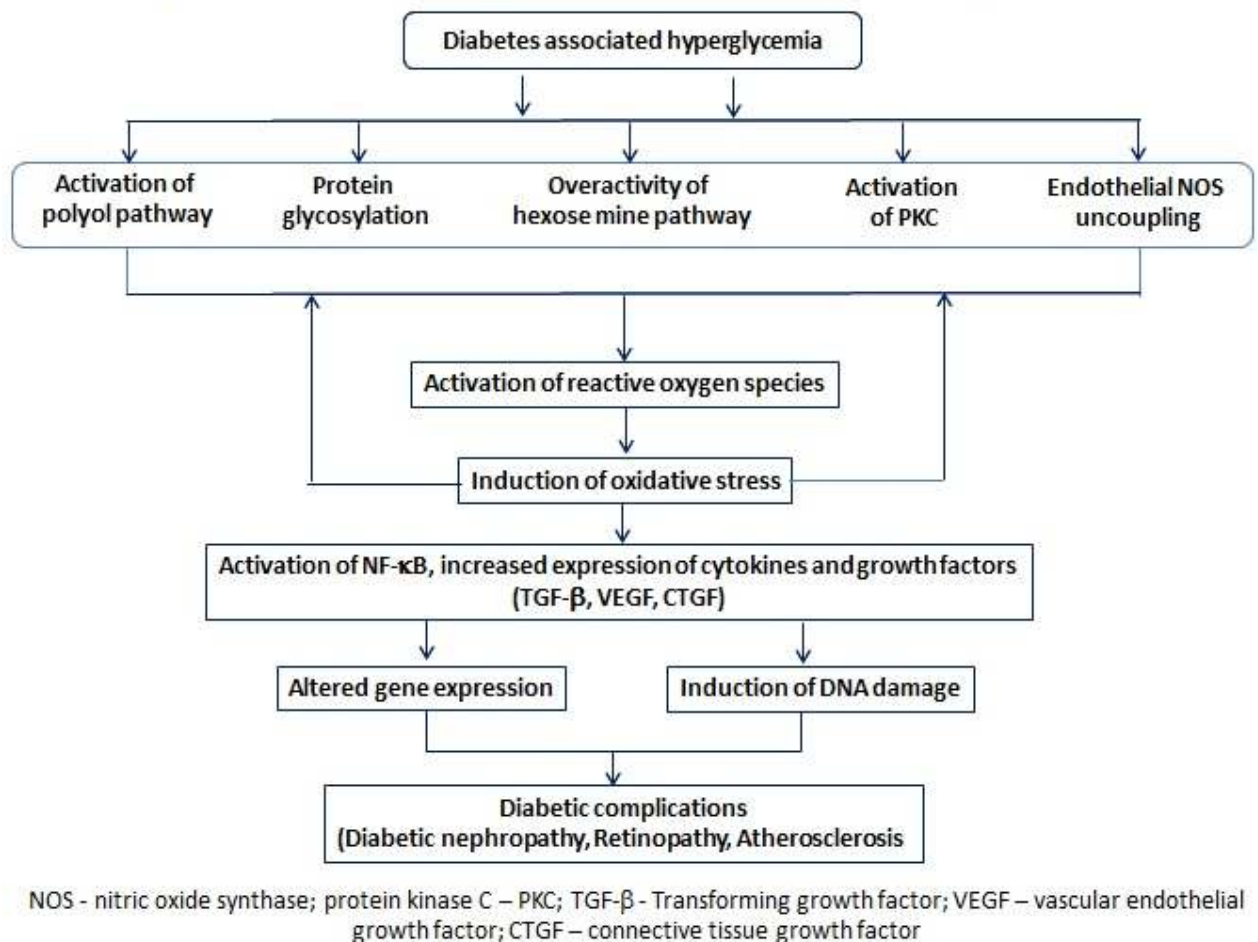 Diabetes associated hyperglycemia
Activation of
polyol pathway
Protein
glycosylation
Overactivity of
hexose mine pathway
Activation
of PKC
Endothelial NOS
uncoupling
Activation of reactive oxygen species
Induction of oxidative stress
Activation of NF-κB, increased expression of cytokines and growth factors
(TGF-β, VEGF, CTGF)
Altered gene expression
Induction of DNA damage
Diabetic complications
(Diabetic nephropathy, Retinopathy, Atherosclerosis
NOS - nitric oxide synthase; protein kinase C – PKC; TGF-β - Transforming growth factor; VEGF – vascular endothelial
growth factor; CTGF – connective tissue growth factor